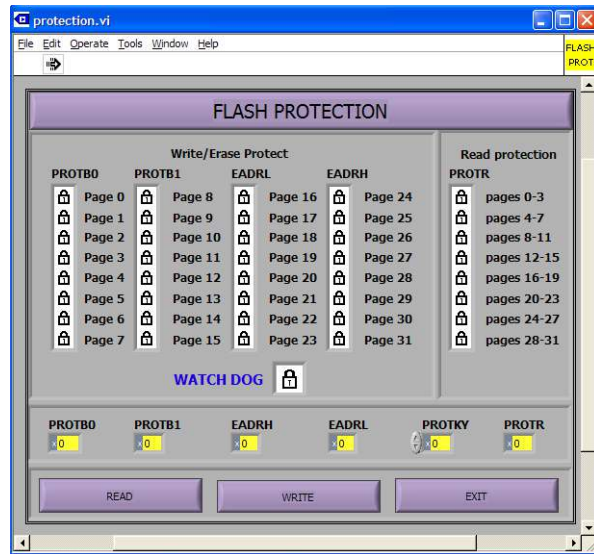 protection.vi
File Edit Operate Tools Window Help
FLASH
PROT
FLASH PROTECTION
Write/Erase Protect
Read protection
PROTB0 PROTB1 EADRL EADRH PROTR
Page 0 Page 8 Page 16 Page 24 pages 0-3
Page 1 Page 9 Page 17 Page 25 pages 4-7
Page 2 Page 10 Page 18 Page 26 pages 8-11
Page 3 Page 11 Page 19 Page 27 pages 12-15
Page 4 Page 12 Page 20 Page 28 pages 16-19
Page 5 Page 13 Page 21 Page 29 pages 20-23
Page 6 Page 14 Page 22 Page 30 pages 24-27
Page 7 Page 15 Page 23 Page 31 pages 28-31
WATCH DOG
PROTB0 PROTB1 EADRH EADRL PROTKY PROTR
x0 x0 x0 x0 x0 x0
READ WRITE EXIT